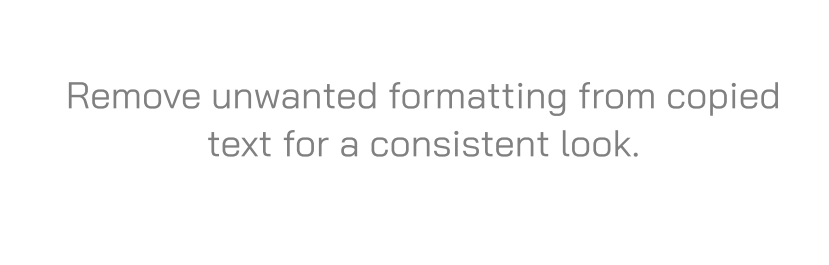 Remove unwanted formatting from copied
text for a consistent look.